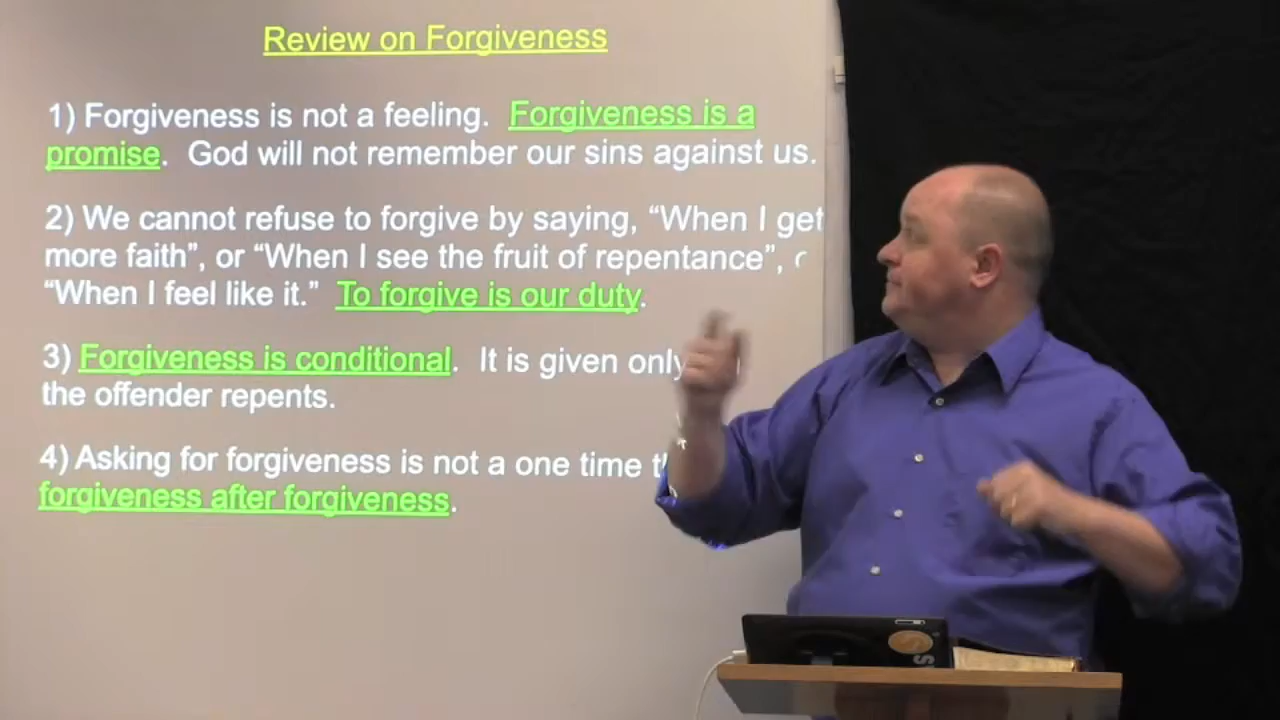 Review on Forgiveness
1) Forgiveness is not a feeling. Forgiveness is a
promise. God will not remember our sins against us.
2) We cannot refuse to forgive by saying, “When I get
more faith”, or “When I see the fruit of repentance”,
“When I feel like it.” To forgive is our duty.
3) Forgiveness is conditional. It is given only
the offender repents.
4) Asking for forgiveness is not a one time
forgiveness after forgiveness.